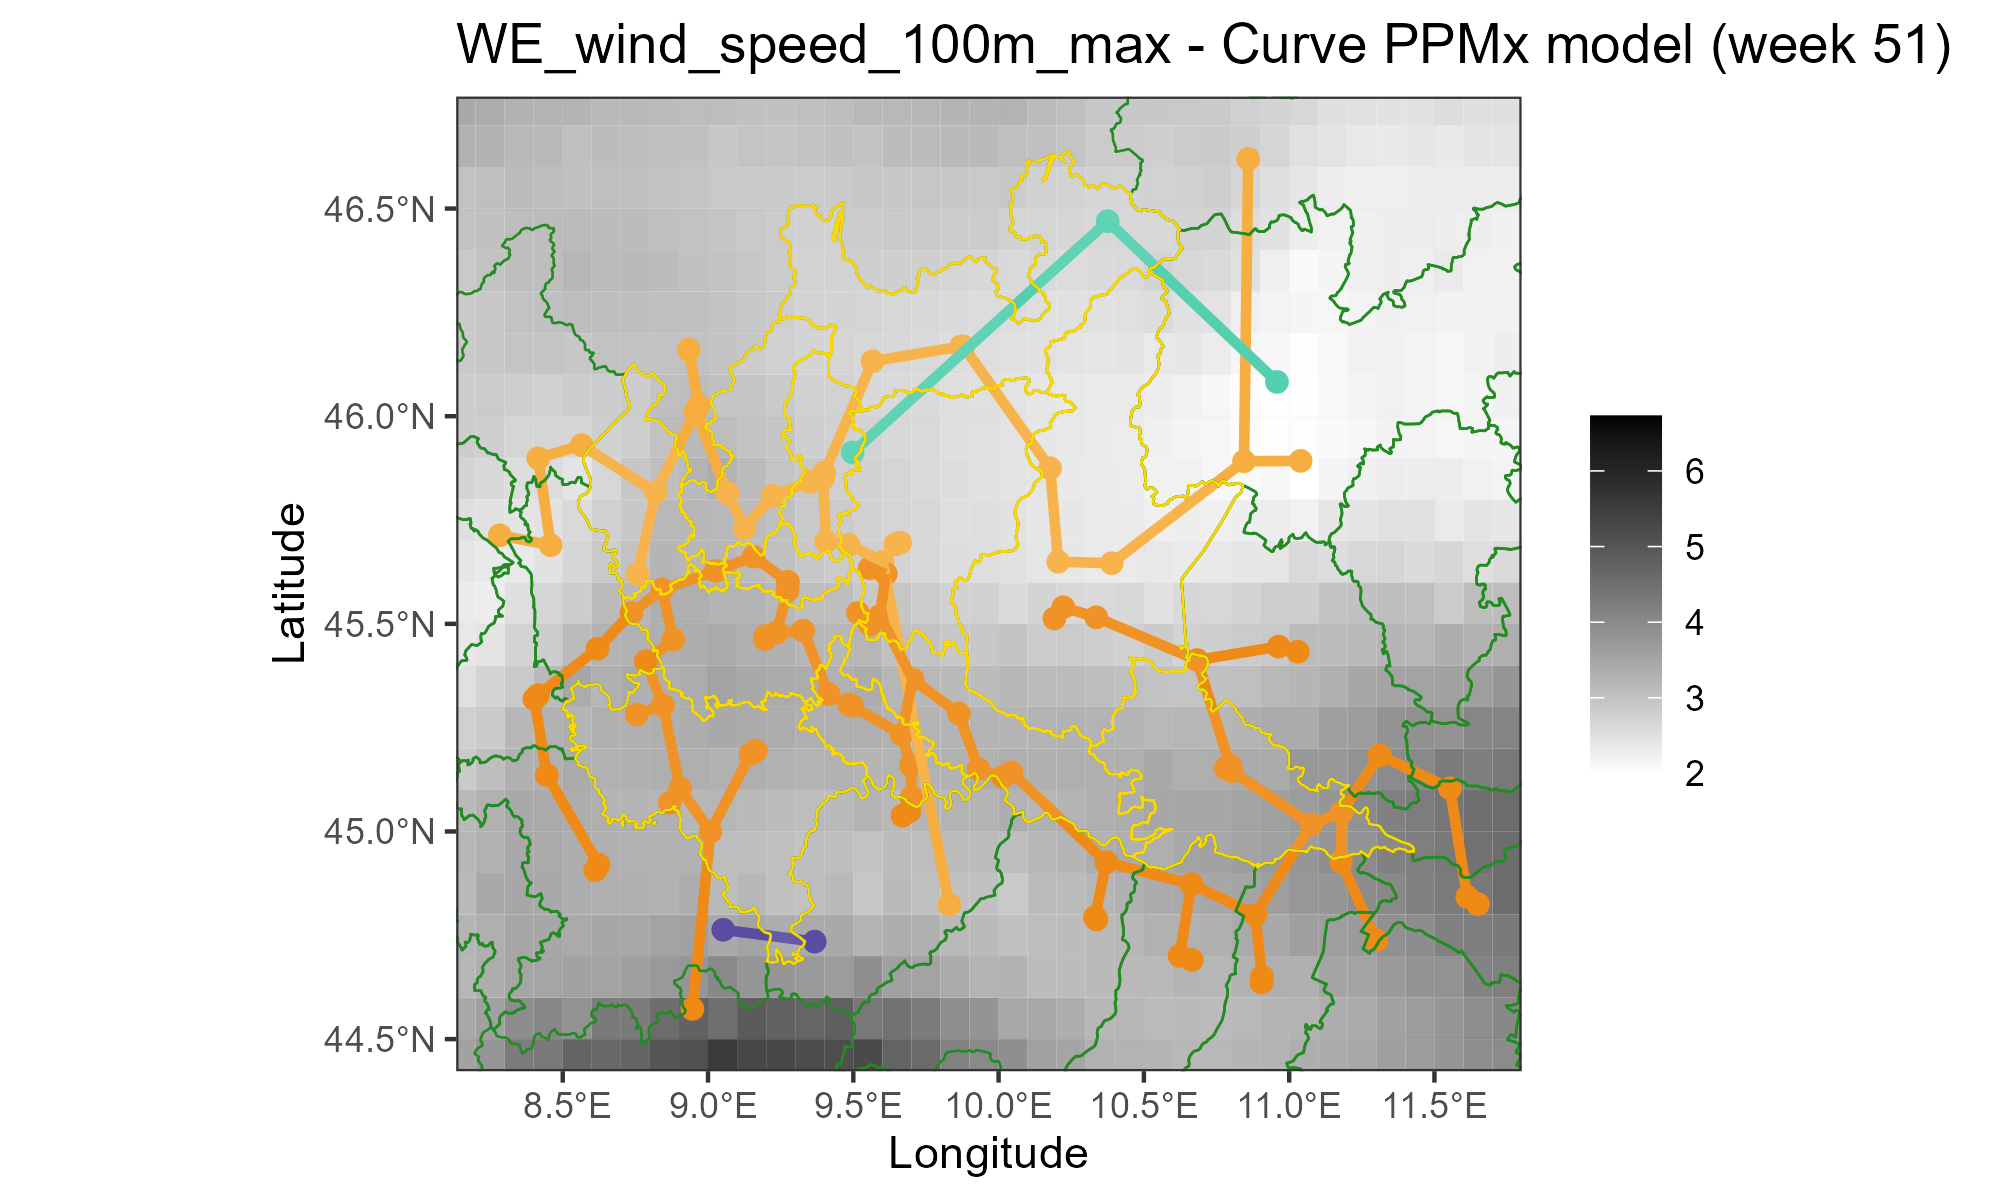 WE_wind_speed_100m_max - Curve PPMx model (week 51)
46.5°N
46.0°N
45.5°N
45.0°N
44.5°N
Latitude
8.5°E
9.0°E
9.5°E
10.0°E
10.5°E
11.0°E
11.5°E
Longitude
6
5
4
3
2